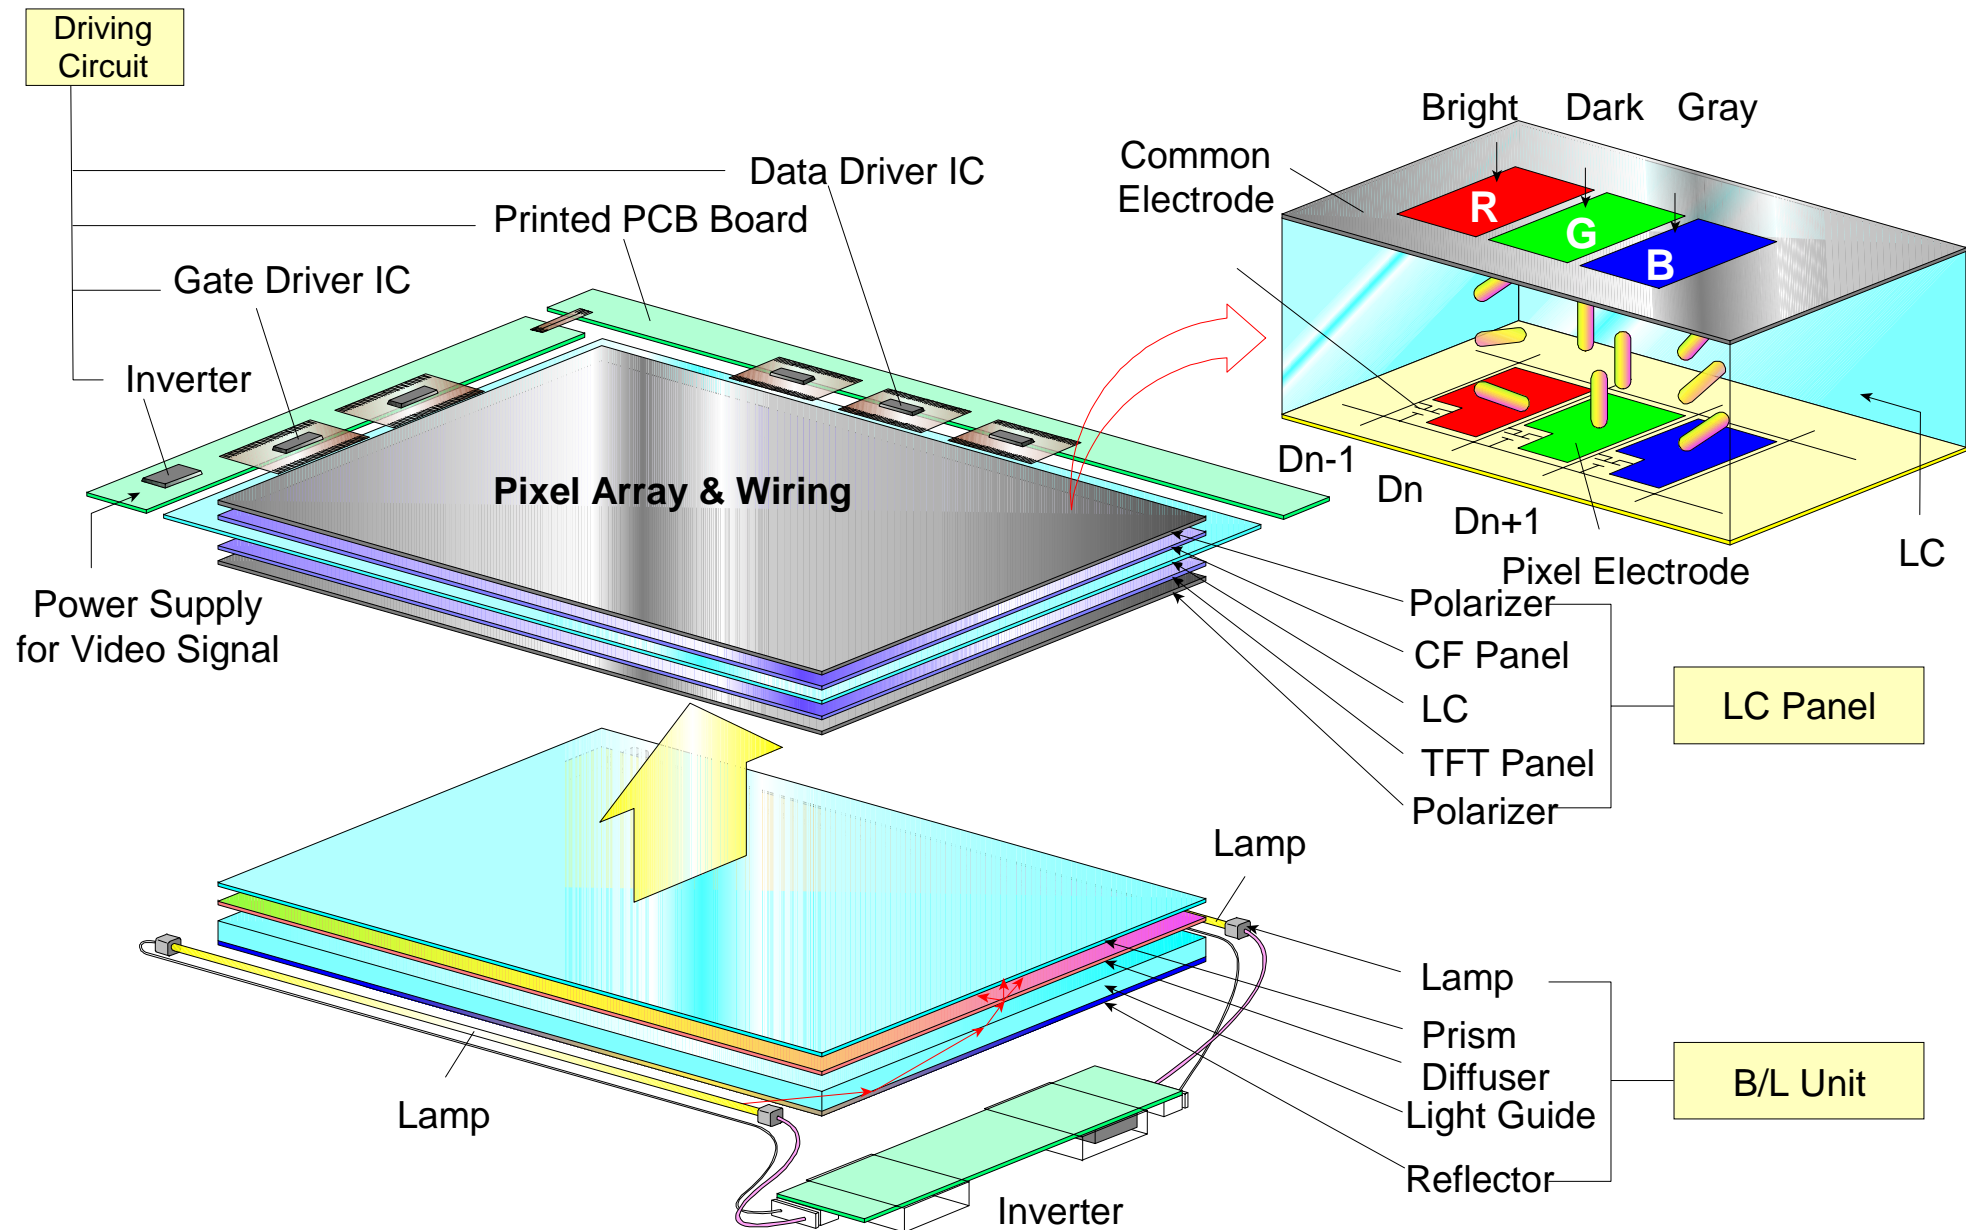 Driving
Circuit
Bright Dark Gray
Common
Electrode
Data Driver IC
Printed PCB Board
Gate Driver IC
Inverter
R
G
B
Pixel Array & Wiring
Dn-1
Dn
Dn+1
Pixel Electrode
LC
Power Supply
for Video Signal
Polarizer
CF Panel
LC
TFT Panel
Polarizer
LC Panel
Lamp
Lamp
Prism
Diffuser
Light Guide
Reflector
B/L Unit
Lamp
Inverter